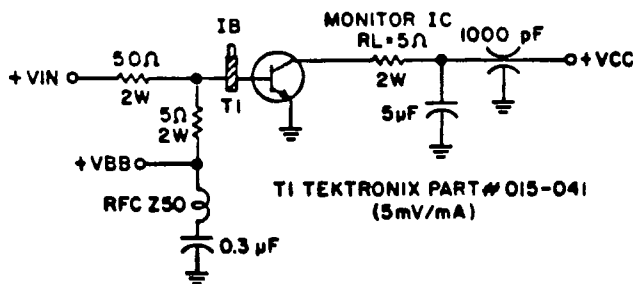 IB
MONITOR IC
RL = 5Ω
2W
1000 pF
50Ω
+VIN
2W
T1
+VCC
5Ω
2W
5μF
+VBB
RFC Z50
T1 TEKTRONIX PART # 015-041
(5mV/mA)
0.3 μF